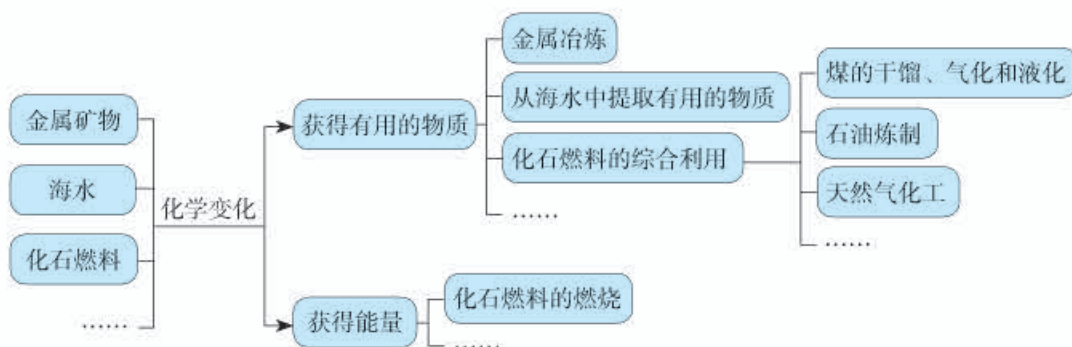 金属矿物
海水
化石燃料
……
化学变化
获得有用的物质
金属冶炼
从海水中提取有用的物质
化石燃料的综合利用
……
煤的干馏、气化和液化
石油炼制
天然气化工
……
获得能量
化石燃料的燃烧
……